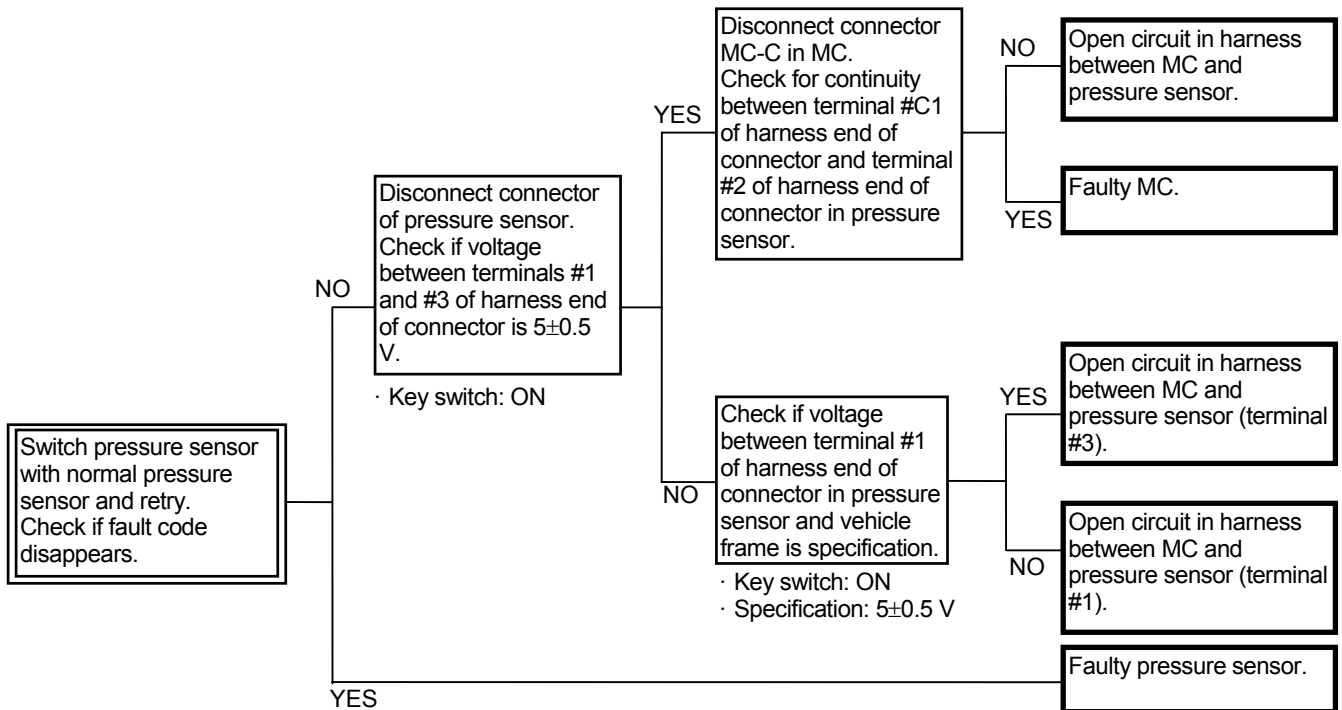 Switch pressure sensor
with normal pressure
sensor and retry.
Check if fault code
disappears.
NO
YES
Disconnect connector
of pressure sensor.
Check if voltage
between terminals #1
and #3 of harness end
of connector is 5±0.5
V.
· Key switch: ON
YES
NO
Disconnect connector
MC-C in MC.
Check for continuity
between terminal #C1
of harness end of
connector and terminal
#2 of harness end of
connector in pressure
sensor.
NO
YES
Open circuit in harness
between MC and
pressure sensor.
Faulty MC.
Check if voltage
between terminal #1
of harness end of
connector in pressure
sensor and vehicle
frame is specification.
· Key switch: ON
· Specification: 5±0.5 V
YES
NO
Open circuit in harness
between MC and
pressure sensor (terminal
#3).
Open circuit in harness
between MC and
pressure sensor (terminal
#1).
Faulty pressure sensor.